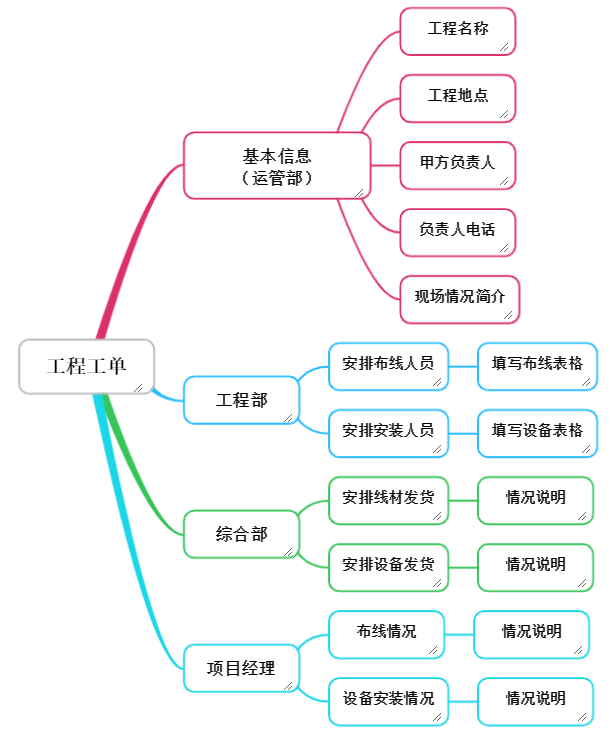 工程工单
基本信息
（运管部）
工程名称
工程地点
甲方负责人
负责人电话
现场情况简介
工程部
安排布线人员
填写布线表格
安排安装人员
填写设备表格
综合部
安排线材发货
情况说明
安排设备发货
情况说明
项目经理
布线情况
情况说明
设备安装情况
情况说明